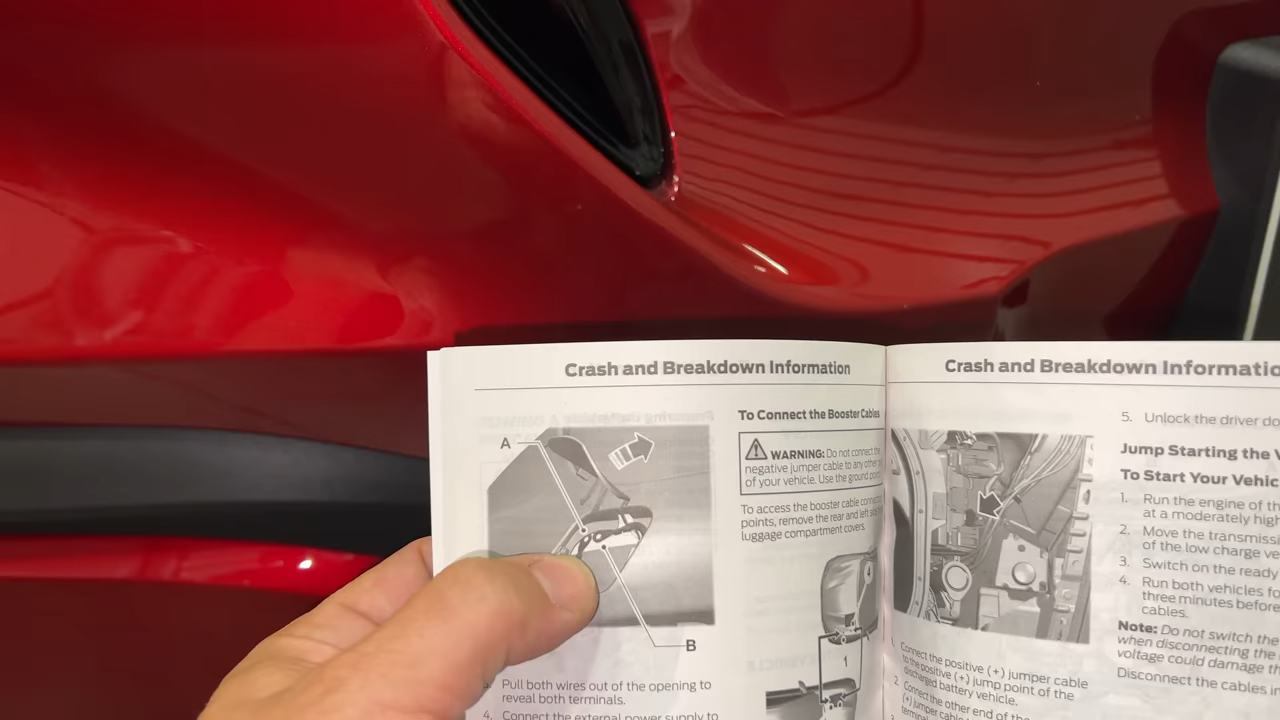 Crash and Breakdown Information
A
B
Pull both wires out of the opening to
reveal both terminals.
4. Connect the external power supply to
To Connect the Booster Cables
WARNING: Do not connect the
negative jumper cable to any other
of your vehicle. Use the ground point
To access the booster cable
points, remove the rear and left
luggage compartment covers.
1
Crash and Breakdown Informatio
Connect the positive (+) jumper cable
to the positive (+) jump point of the
discharged battery vehicle.
2 Connect the other end of the
(+) jumper cable
5. Unlock the driver do
Jump Starting the V
To Start Your Vehic
1. Run the engine of th
at a moderately high
2. Move the transmissi
of the low charge ve
3. Switch on the ready
4. Run both vehicles fo
three minutes before
cables.
Note: Do not switch the
when disconnecting the
voltage could damage th
Disconnect the cables in